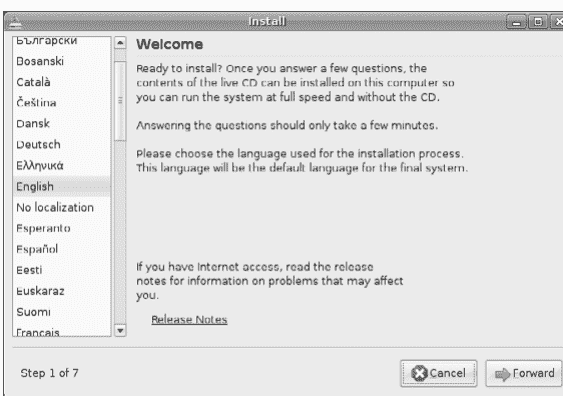 Install
Български
Bosanski
Català
Čeština
Dansk
Deutsch
Ελληνικά
English
No localization
Esperanto
Español
Eesti
Euskaraz
Suomi
Français
Welcome
Ready to install? Once you answer a few questions, the
contents of the live CD can be installed on this computer so
you can run the system at full speed and without the CD.
Answering the questions should only take a few minutes.
Please choose the language used for the installation process.
This language will be the default language for the final system.
If you have Internet access, read the release
notes for information on problems that may affect
you.
Release Notes
Step 1 of 7
Cancel
Forward